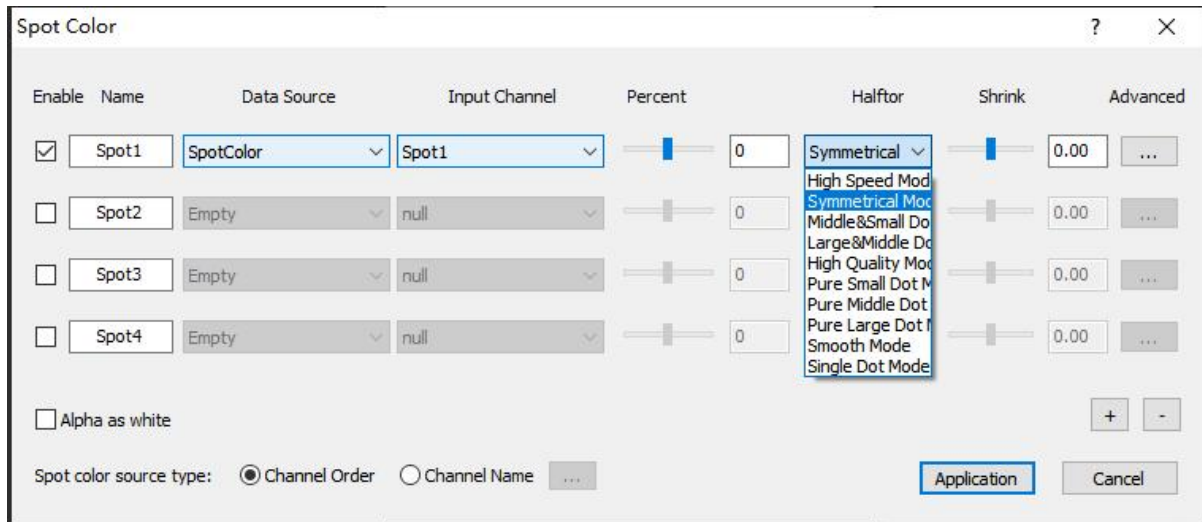 Spot Color ?
Enable Name Data Source Input Channel Percent Halftor Shrink Advanced
Spot1 SpotColor Spot1 0 Symmetrical 0.00 ...
High Speed Mod
Symmetrical Mod
Spot2 Empty null 0 0.00 ...
Middle&Small Do
Large&Middle Do
High Quality Mod
Spot3 Empty null 0 0.00 ...
Pure Small Dot M
Pure Middle Dot
Pure Large Dot M
Spot4 Empty null 0 0.00 ...
Smooth Mode
Single Dot Mode
Alpha as white + -
Spot color source type: Channel Order Channel Name ... Application Cancel